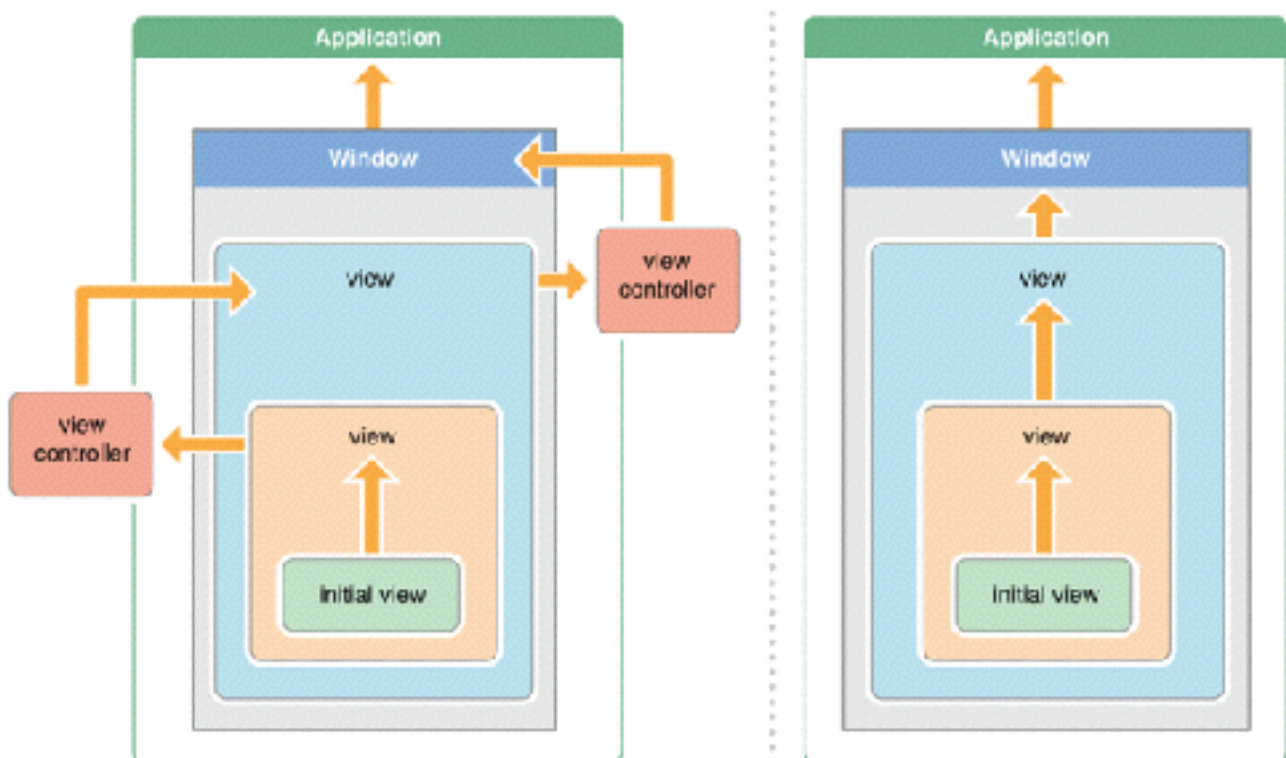 Application
Window
view
view
controller
view
controller
view
initial view
Application
Window
view
view
initial view